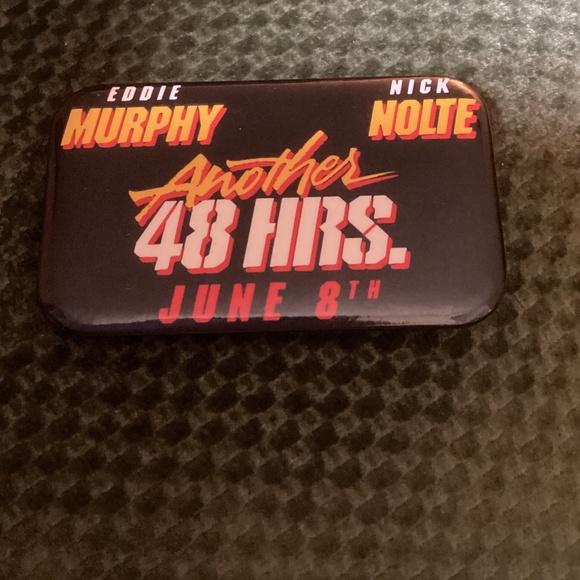 EDDIE MURPHY
NICK NOLTE
Another
48 HRS.
JUNE 8TH